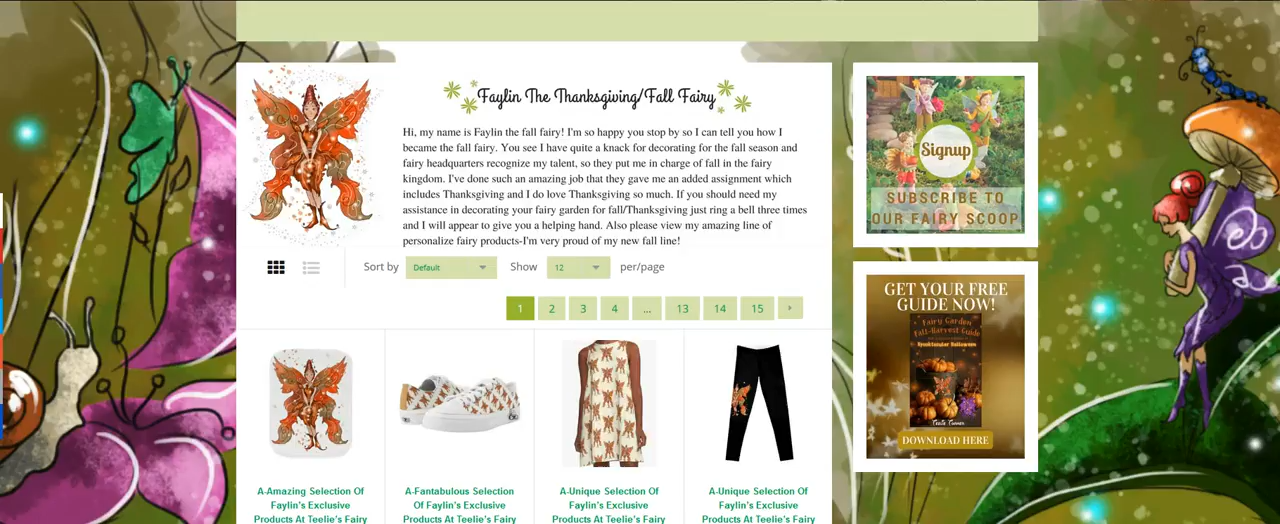 Faylin The Thanksgiving/Fall Fairy
Hi, my name is Faylin the fall fairy! I'm so happy you stop by so I can tell you how I
became the fall fairy. You see I have quite a knack for decorating for the fall season and
fairy headquarters recognize my talent, so they put me in charge of fall in the fairy
kingdom. I've done such an amazing job that they gave me an added assignment which
includes Thanksgiving and I do love Thanksgiving so much. If you should need my
assistance in decorating your fairy garden for fall/Thanksgiving just ring a bell three times
and I will appear to give you a helping hand. Also please view my amazing line of
personalize fairy products-I'm very proud of my new fall line!
Sort by Default Show 12 per/page
1 2 3 4 ... 13 14 15
A-Amazing Selection Of
Faylin's Exclusive
Products At Teelie's Fairy
A-Fantabulous Selection
Of Faylin's Exclusive
Products At Teelie's Fairy
A-Unique Selection Of
Faylin's Exclusive
Products At Teelie's Fairy
A-Unique Selection Of
Faylin's Exclusive
Products At Teelie's Fairy
Signup
SUBSCRIBE TO
OUR FAIRY SCOOP
GET YOUR FREE
GUIDE NOW!
Fairy Garden
Fall-Harvest Guide
Spooktacular Halloween
Teelie Turner
DOWNLOAD HERE